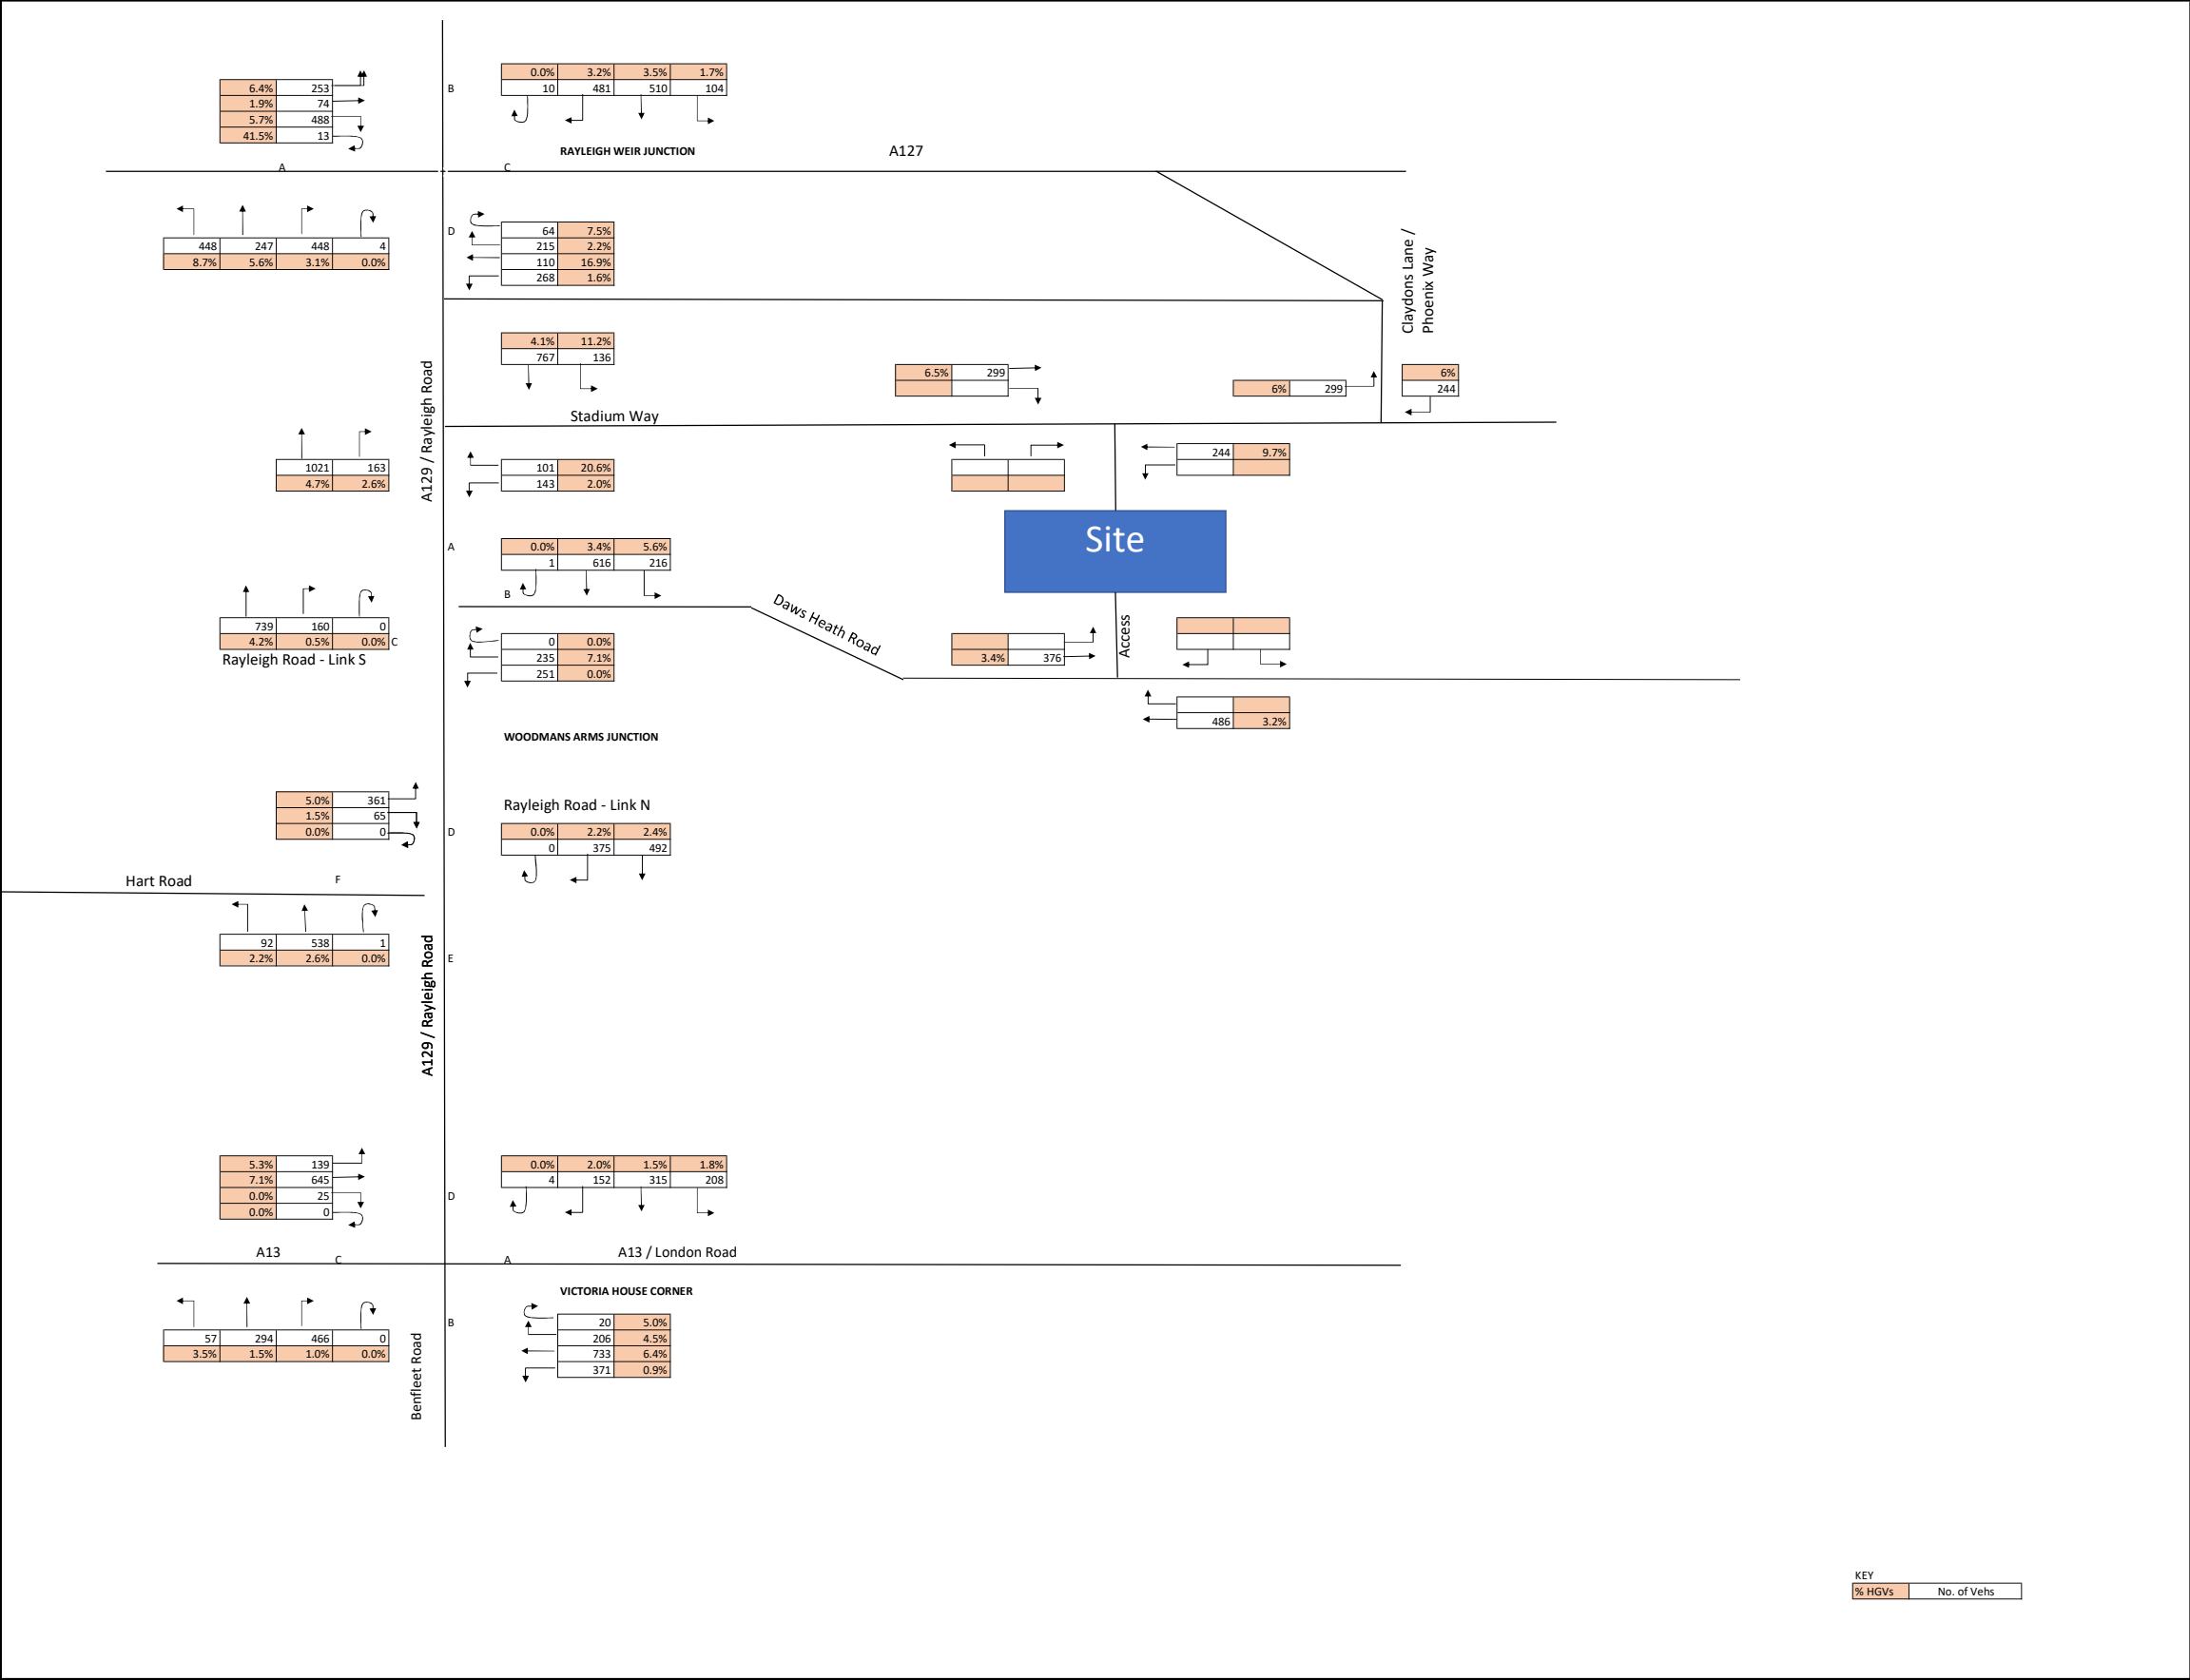 0.0% 3.2% 3.5% 1.7%
B 10 481 510 104
6.4% 253
1.9% 74
5.7% 488
41.5% 13
RAYLEIGH WEIR JUNCTION
A127
A
C
448 247 448 4
8.7% 5.6% 3.1% 0.0%
D
64 7.5%
215 2.2%
110 16.9%
268 1.6%
Claydons Lane /
Phoenix Way
4.1% 11.2%
767 136
6.5% 299
6% 299
6%
244
A129 / Rayleigh Road
Stadium Way
1021 163
4.7% 2.6%
101 20.6%
143 2.0%
244 9.7%
Site
A
0.0% 3.4% 5.6%
1 616 216
B
Daws Heath Road
739 160 0
4.2% 0.5% 0.0% C
Rayleigh Road - Link S
0 0.0%
235 7.1%
251 0.0%
3.4% 376
Access
486 3.2%
WOODMANS ARMS JUNCTION
5.0% 361
1.5% 65
0.0% 0
Rayleigh Road - Link N
D
0.0% 2.2% 2.4%
0 375 492
Hart Road
F
92 538 1
2.2% 2.6% 0.0%
A129 / Rayleigh Road
E
5.3% 139
7.1% 645
0.0% 25
0.0% 0
0.0% 2.0% 1.5% 1.8%
4 152 315 208
D
A13
C
A13 / London Road
A
VICTORIA HOUSE CORNER
57 294 466 0
3.5% 1.5% 1.0% 0.0%
Benfleet Road
B
20 5.0%
206 4.5%
733 6.4%
371 0.9%
KEY
% HGVs No. of Vehs